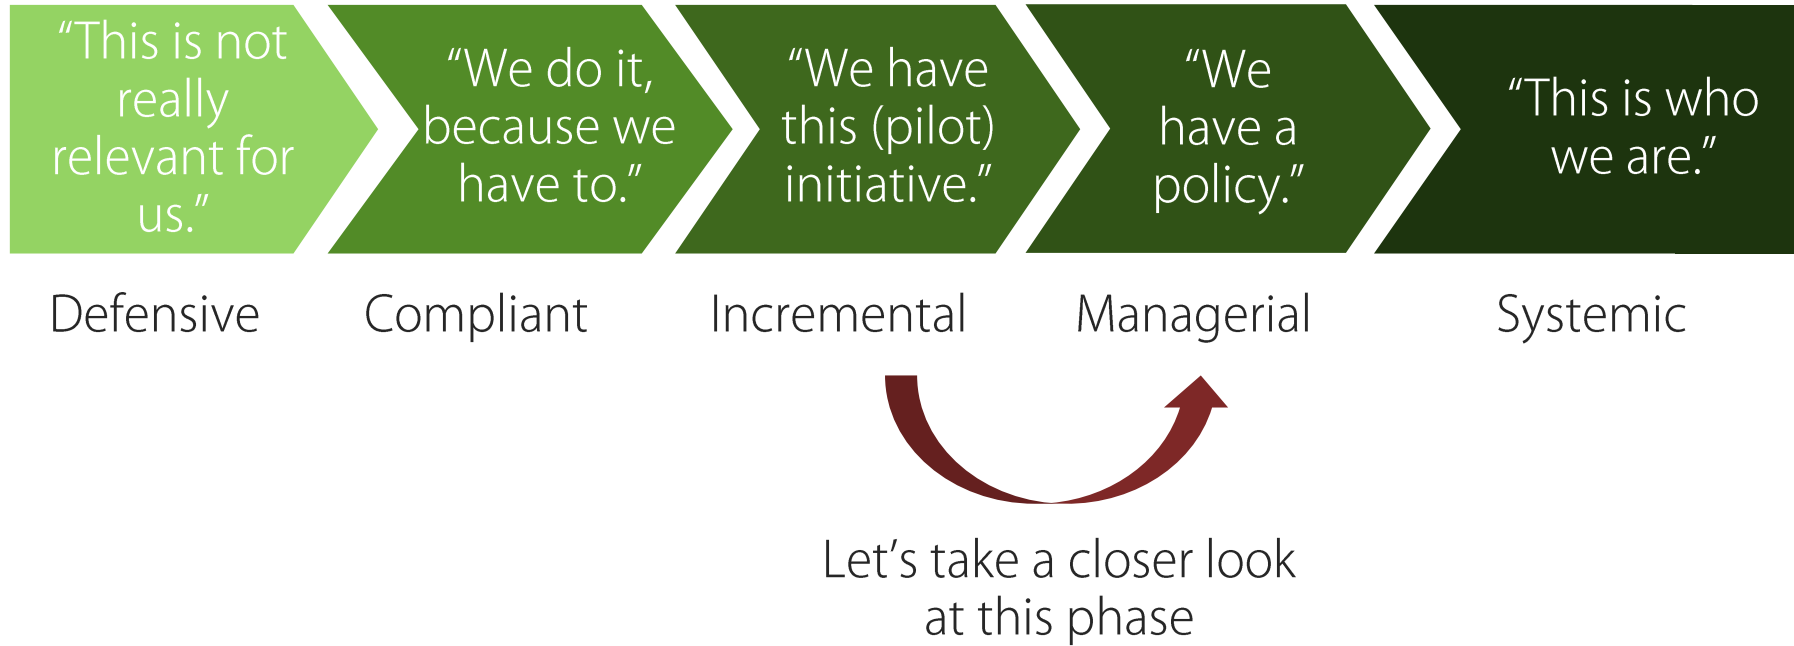 “This is not
really
relevant for
us.”
“We do it,
because we
have to.”
“We have
this (pilot)
initiative.”
“We
have a
policy.”
“This is who
we are.”
Defensive
Compliant
Incremental
Managerial
Systemic
Let’s take a closer look
at this phase